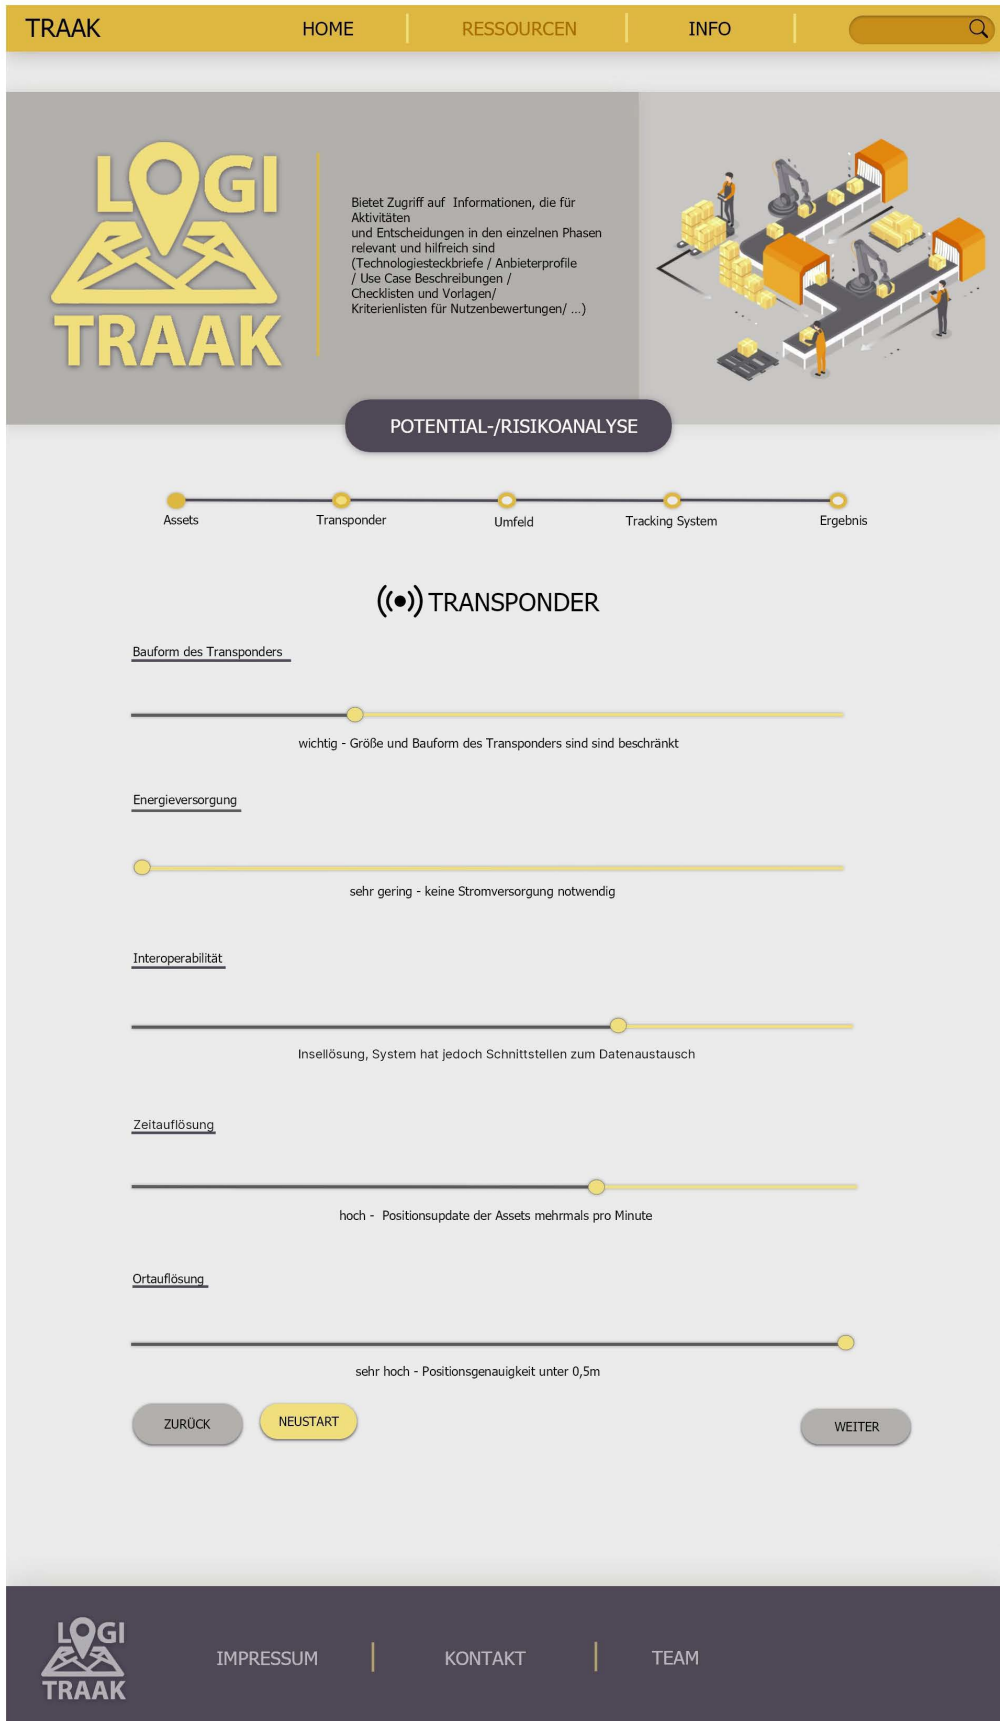 TRAAK
HOME
RESSOURCEN
INFO
LOGI
TRAAK
Bietet Zugriff auf Informationen, die für
Aktivitäten
und Entscheidungen in den einzelnen Phasen
relevant und hilfreich sind
(Technologiesteckbriefe / Anbieterprofile
/ Use Case Beschreibungen /
Checklisten und Vorlagen/
Kriterienlisten für Nutzenbewertungen/ ...)
POTENTIAL-/RISIKOANALYSE
Assets
Transponder
Umfeld
Tracking System
Ergebnis
TRANSPONDER
Bauform des Transponders
wichtig - Größe und Bauform des Transponders sind sind beschränkt
Energieversorgung
sehr gering - keine Stromversorgung notwendig
Interoperabilität
Insellösung, System hat jedoch Schnittstellen zum Datenaustausch
Zeitauflösung
hoch - Positionsupdate der Assets mehrmals pro Minute
Ortauflösung
sehr hoch - Positionsgenauigkeit unter 0,5m
ZURÜCK
NEUSTART
WEITER
LOGI
TRAAK
IMPRESSUM
KONTAKT
TEAM